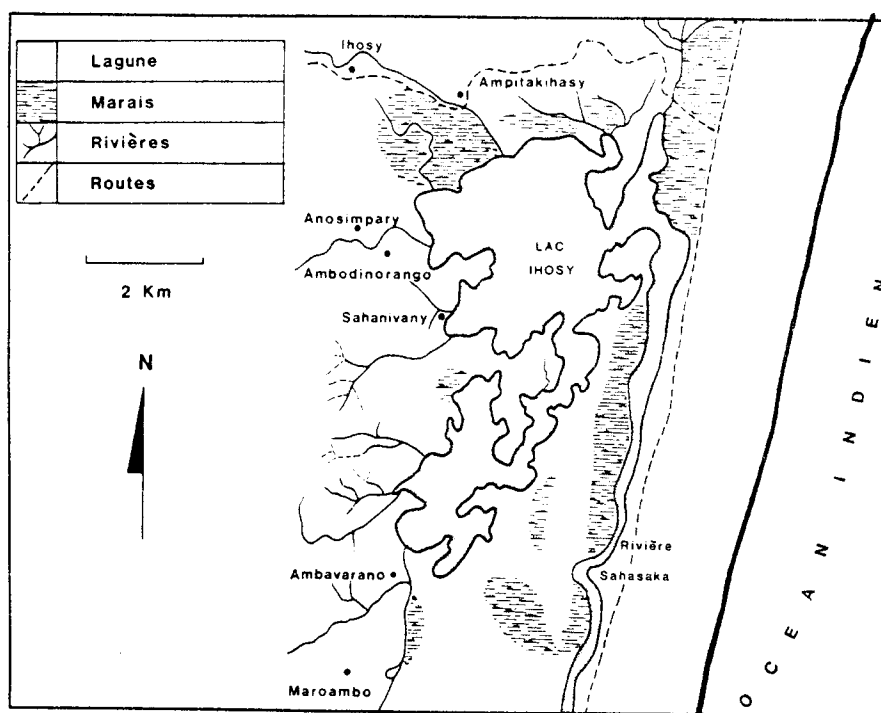 Lagune
Marais
Rivières
Routes
2 Km
N
Ihosy
Ampitakihasy
Anosimpary
Ambodinorango
Sahanivany
LAC
IHOSY
Rivière
Sahasaka
Ambavarano
Maroambo
OCEAN INDIEN